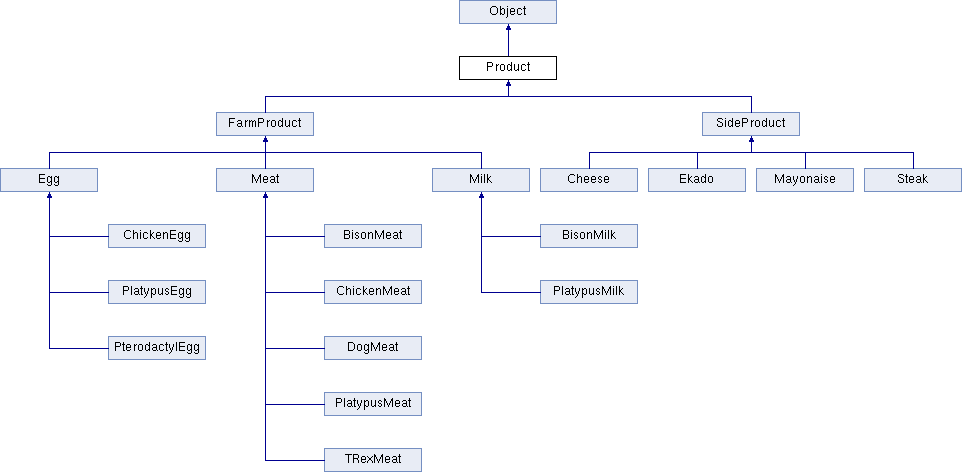 Object
Product
FarmProduct
SideProduct
Egg
Meat
Milk
Cheese
Ekado
Mayonaise
Steak
ChickenEgg
BisonMeat
BisonMilk
PlatypusEgg
ChickenMeat
PlatypusMilk
PterodactylEgg
DogMeat
PlatypusMeat
TRexMeat